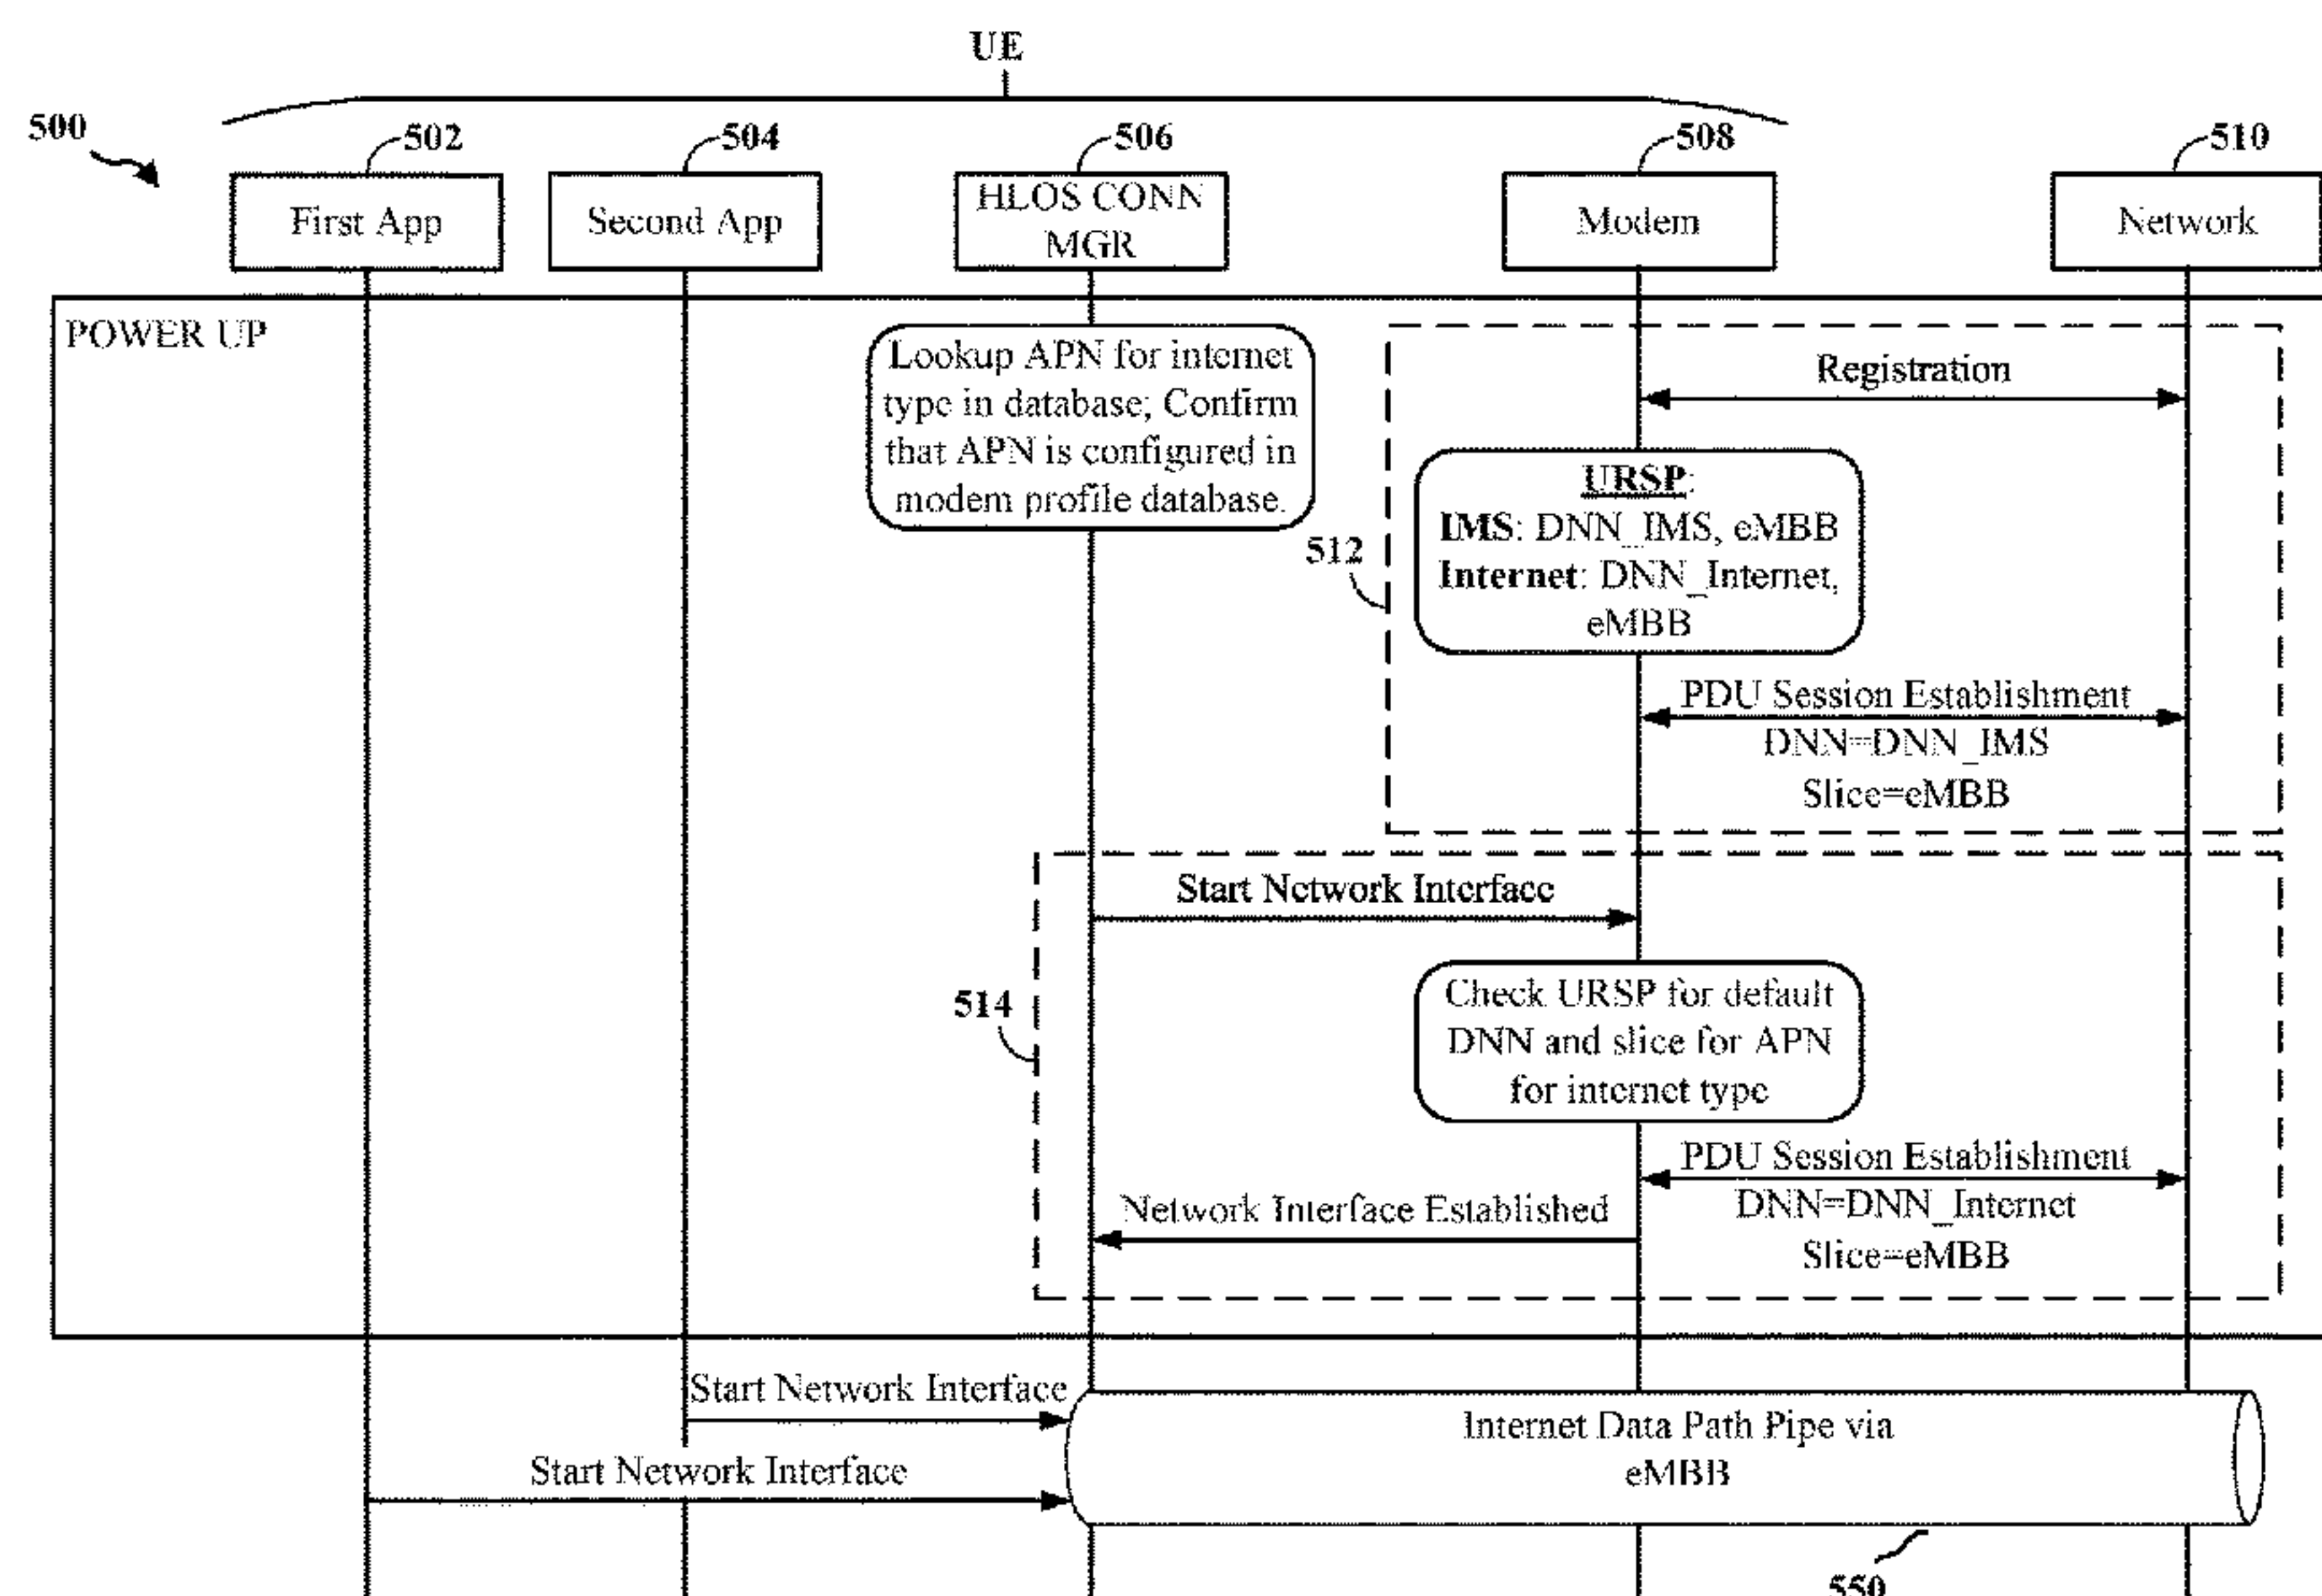 UE
500
502
504
506
508
510
First App
Second App
HLOS CONN
MGR
Modem
Network
POWER UP
Lookup APN for internet
type in database; Confirm
that APN is configured in
modem profile database.
Registration
URSP:
IMS: DNN_IMS, eMBB
Internet: DNN_Internet,
eMBB
512
PDU Session Establishment
DNN=DNN_IMS
Slice=eMBB
Start Network Interface
514
Check URSP for default
DNN and slice for APN
for internet type
PDU Session Establishment
DNN=DNN_Internet
Slice=eMBB
Network Interface Established
Start Network Interface
Internet Data Path Pipe via
eMBB
Start Network Interface
550